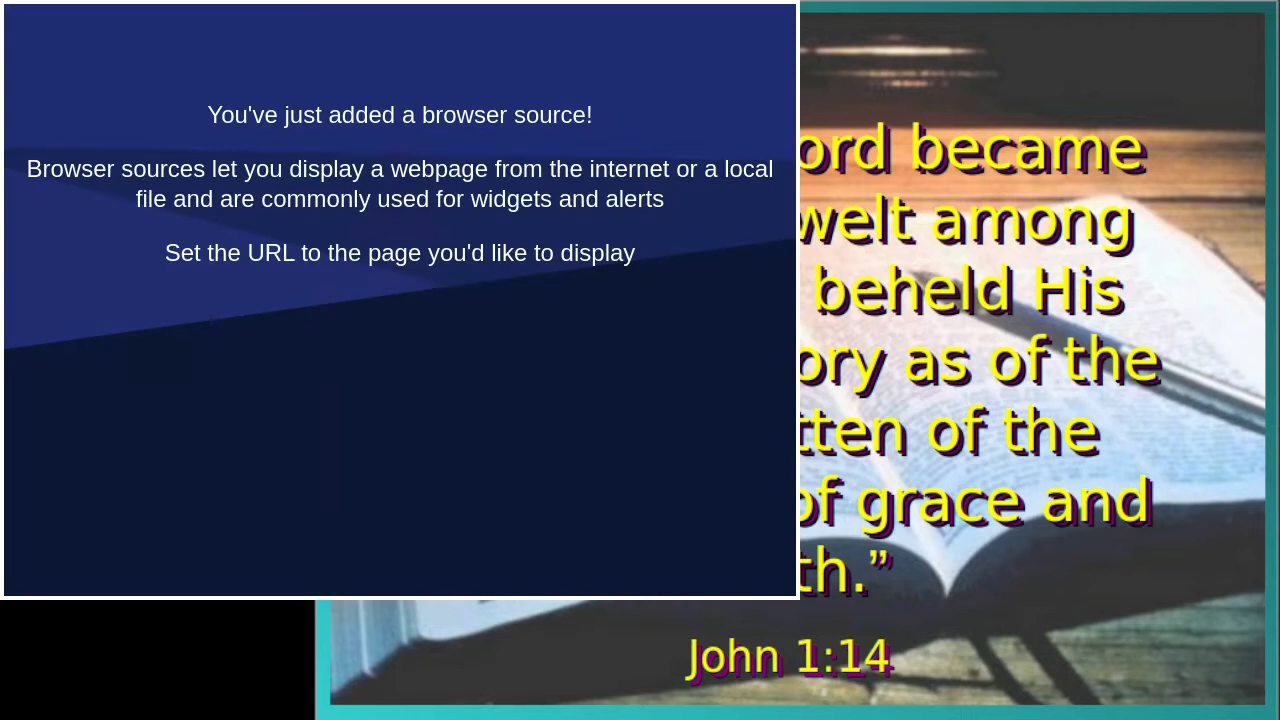 You've just added a browser source!
Browser sources let you display a webpage from the internet or a local
file and are commonly used for widgets and alerts
Set the URL to the page you'd like to display
ord became
welt among
beheld His
ory as of the
tten of the
of grace and
th.”
John 1:14